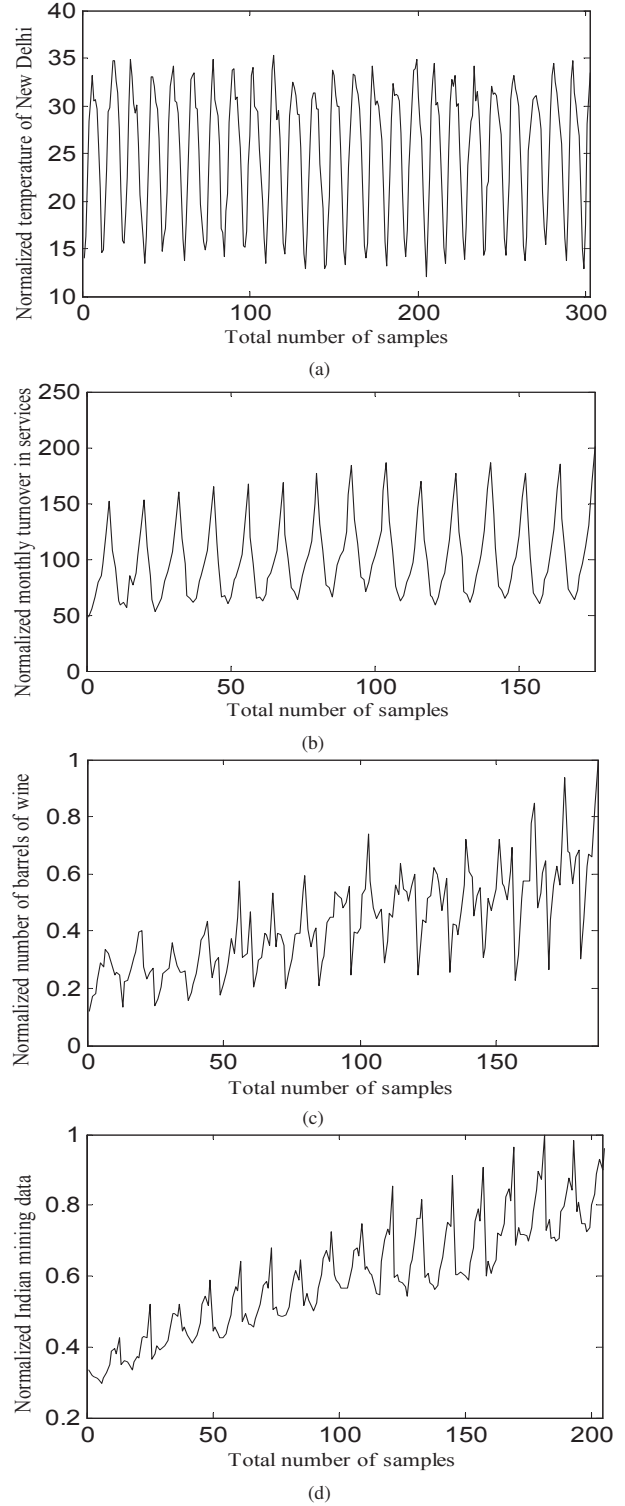 40
35
30
25
20
15
10
0 100 200 300
Normalized temperature of New Delhi
Total number of samples
(a)
250
200
150
100
50
0
0 50 100 150
Normalized monthly turnover in services
Total number of samples
(b)
1
0.8
0.6
0.4
0.2
0
0 50 100 150
Normalized number of barrels of wine
Total number of samples
(c)
1
0.8
0.6
0.4
0.2
0 50 100 150 200
Normalized Indian mining data
Total number of samples
(d)